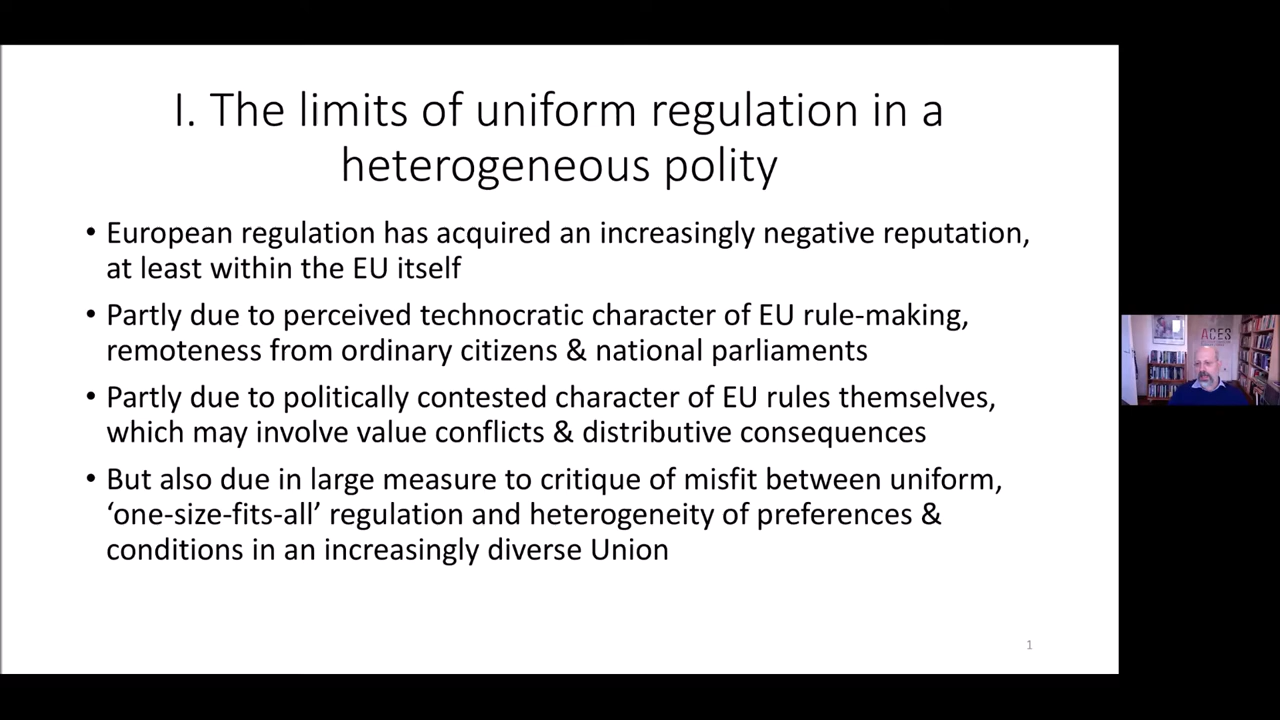 I. The limits of uniform regulation in a
heterogeneous polity
• European regulation has acquired an increasingly negative reputation,
at least within the EU itself
• Partly due to perceived technocratic character of EU rule-making,
remoteness from ordinary citizens & national parliaments
• Partly due to politically contested character of EU rules themselves,
which may involve value conflicts & distributive consequences
• But also due in large measure to critique of misfit between uniform,
‘one-size-fits-all’ regulation and heterogeneity of preferences &
conditions in an increasingly diverse Union
1
ACES